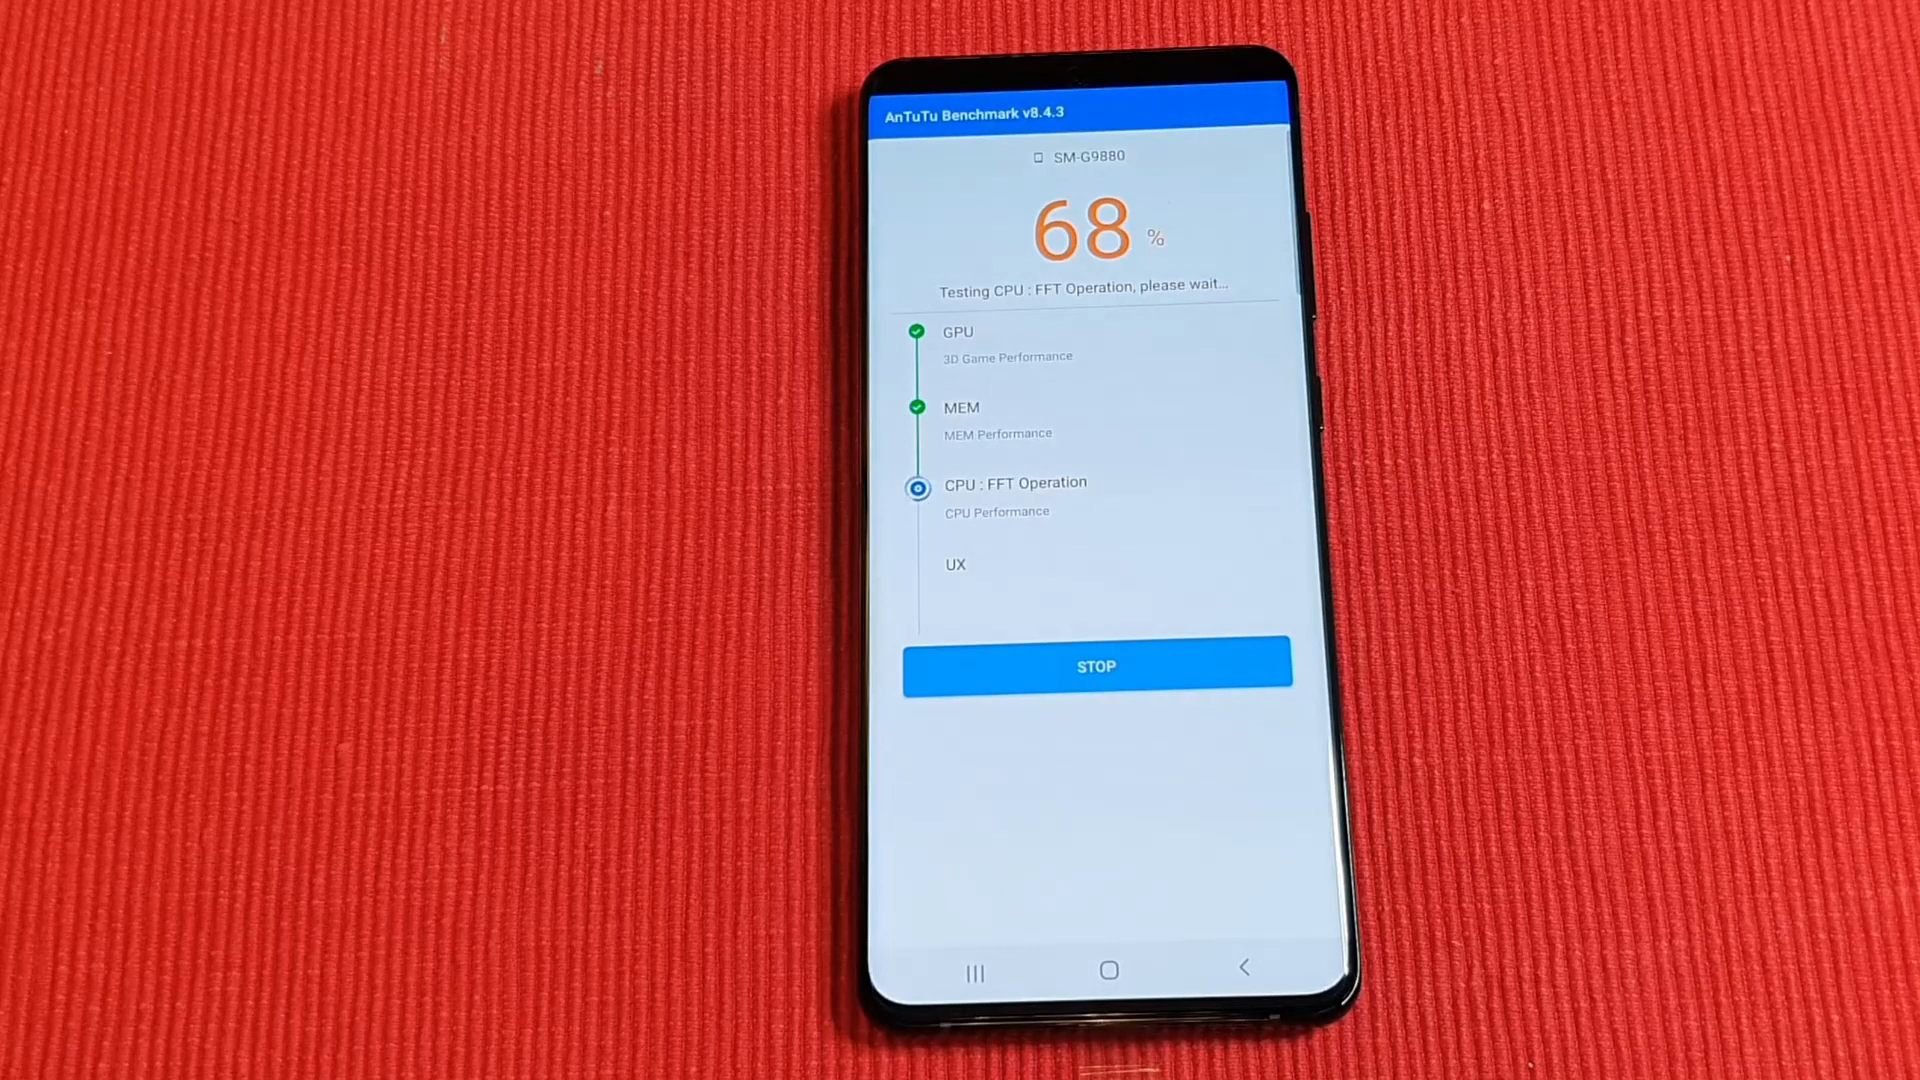 AnTuTu Benchmark v8.4.3
SM-G9880
68 %
Testing CPU : FFT Operation, please wait...
GPU
3D Game Performance
MEM
MEM Performance
CPU : FFT Operation
CPU Performance
UX
STOP